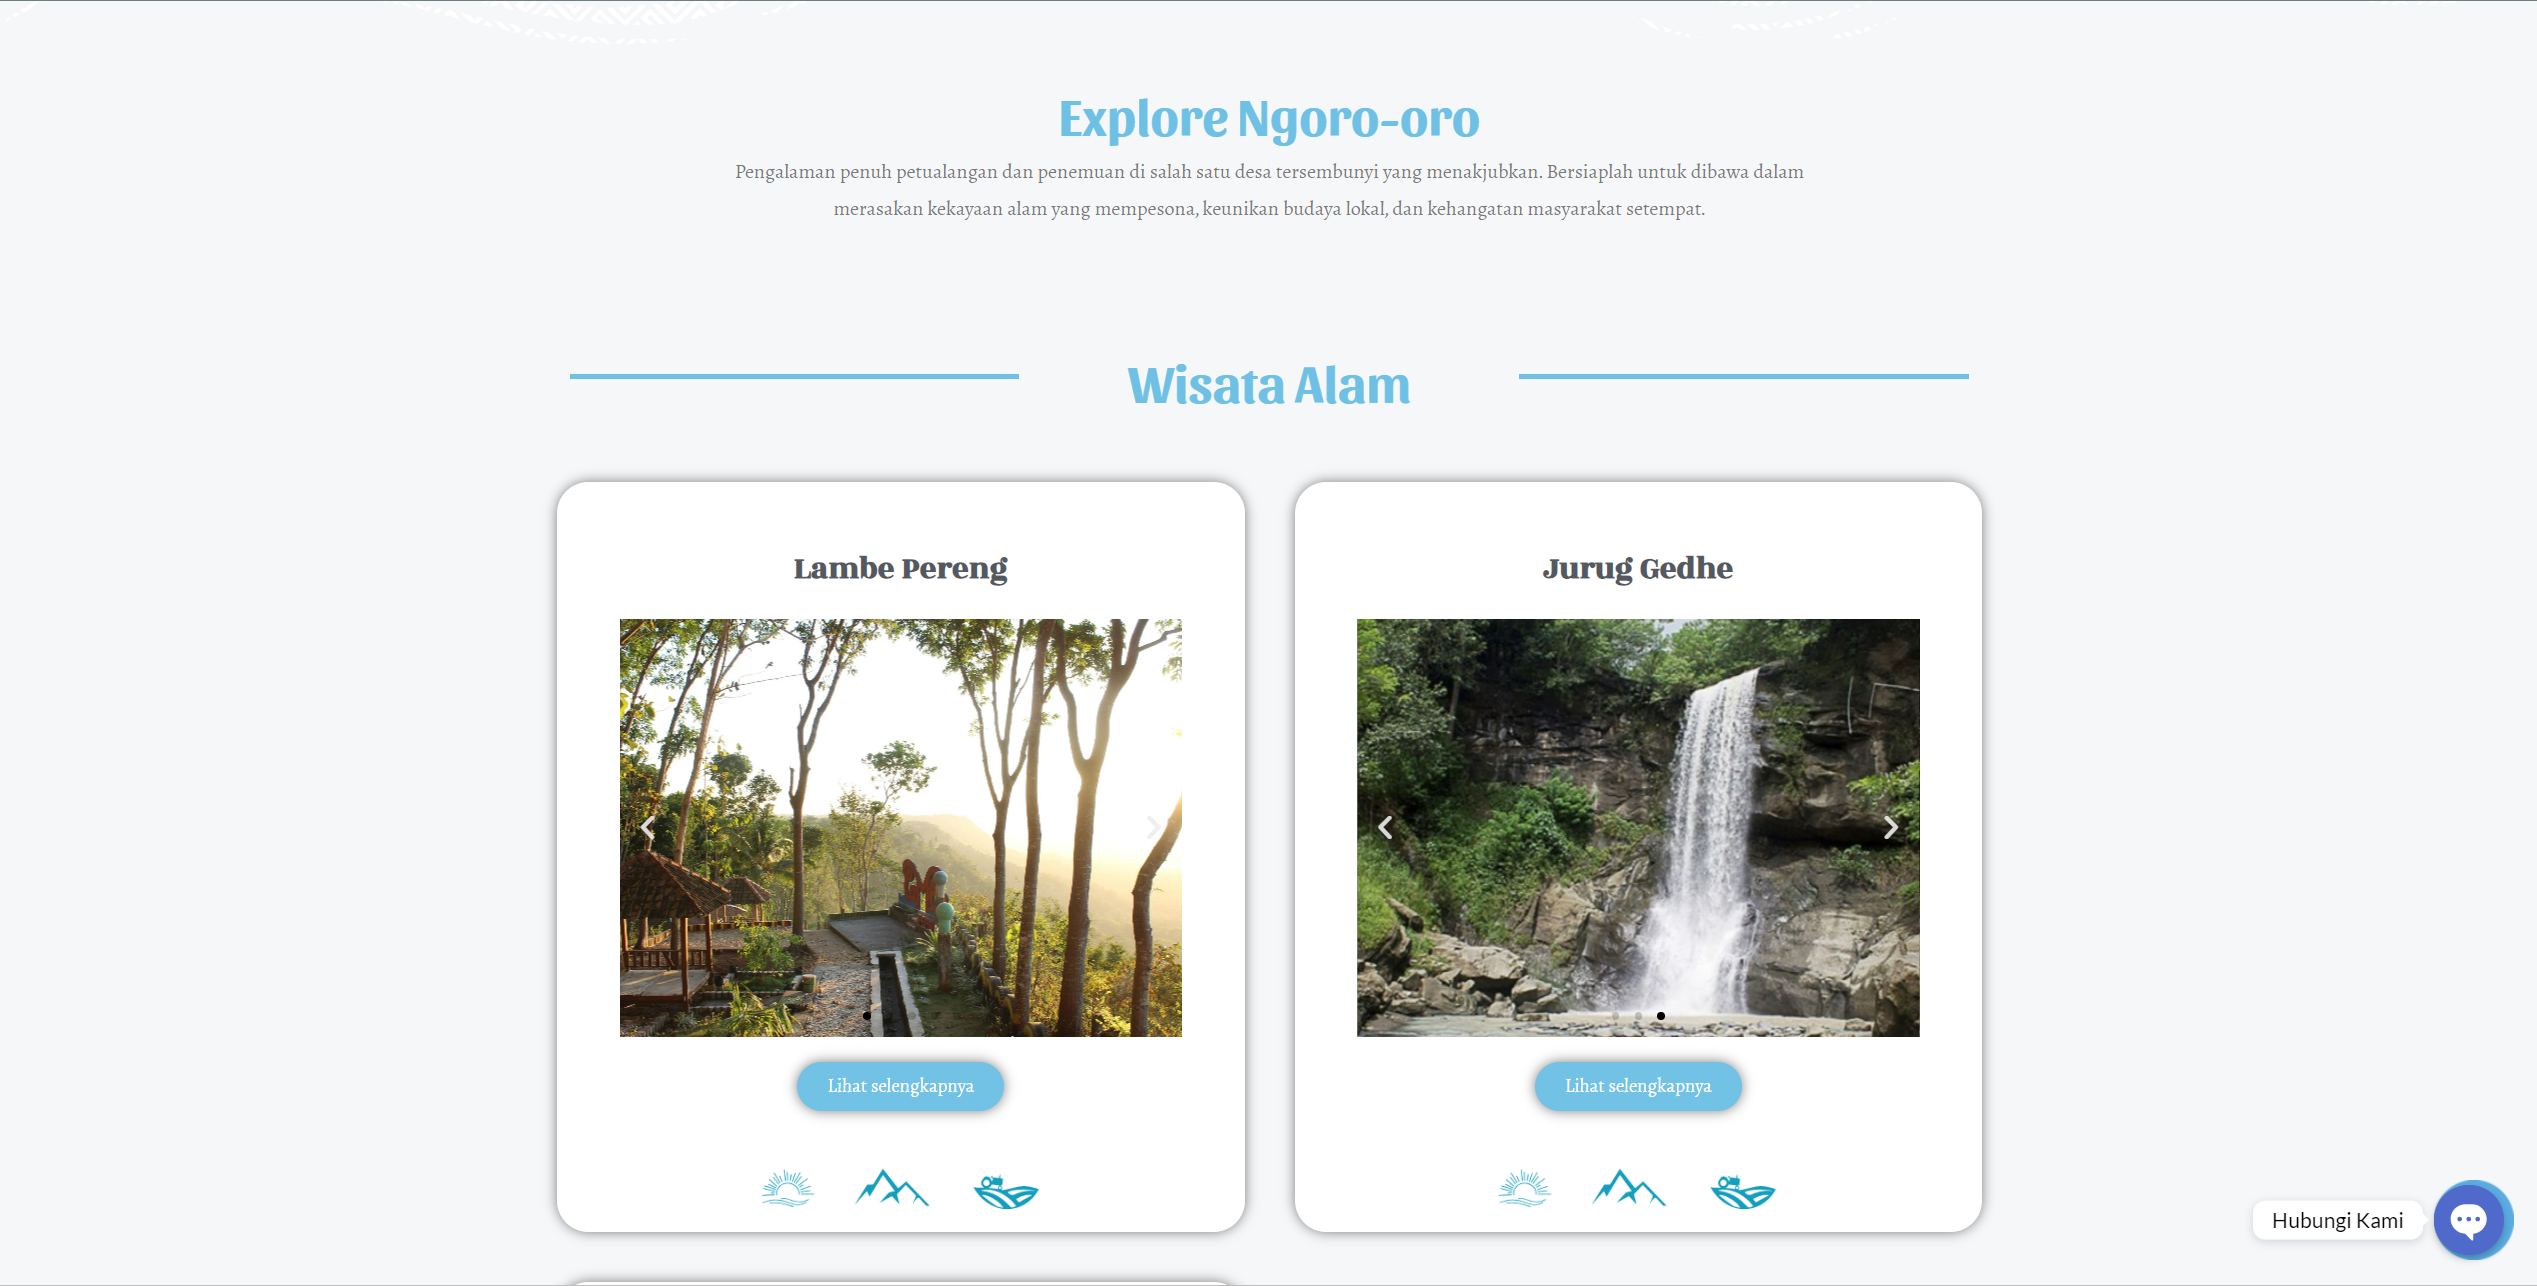 Explore Ngoro-oro
Pengalaman penuh petualangan dan penemuan di salah satu desa tersembunyi yang menakjubkan. Bersiaplah untuk dibawa dalam
merasakan kekayaan alam yang mempesona, keunikan budaya lokal, dan kehangatan masyarakat setempat.
Wisata Alam
Lambe Pereng
Lihat selengkapnya
Jurug Gedhe
Lihat selengkapnya
Hubungi Kami